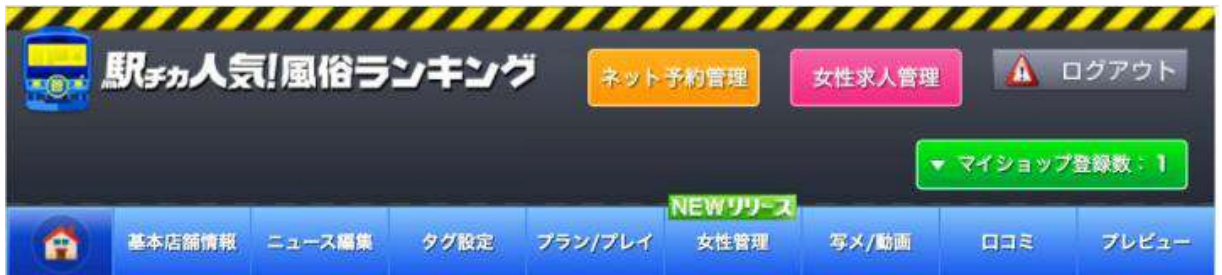 駅チカ人気!風俗ランキング
ネット予約管理
女性求人管理
ログアウト
▼ マイショップ登録数：1
NEWリリース
基本店舗情報
ニュース編集
タグ設定
プラン/プレイ
女性管理
写メ/動画
口コミ
プレビュー